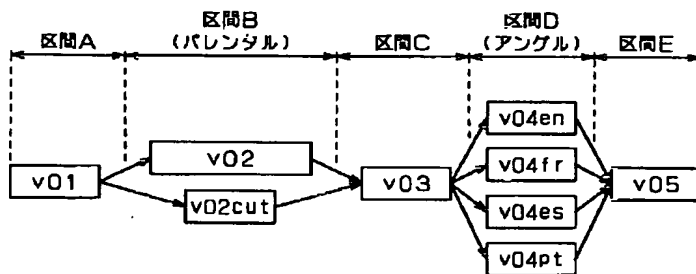 区間A
区間B
(パレンタル)
区間C
区間D
(アングル)
区間E
v01
v02
v02cut
v03
v04en
v04fr
v04es
v04pt
v05